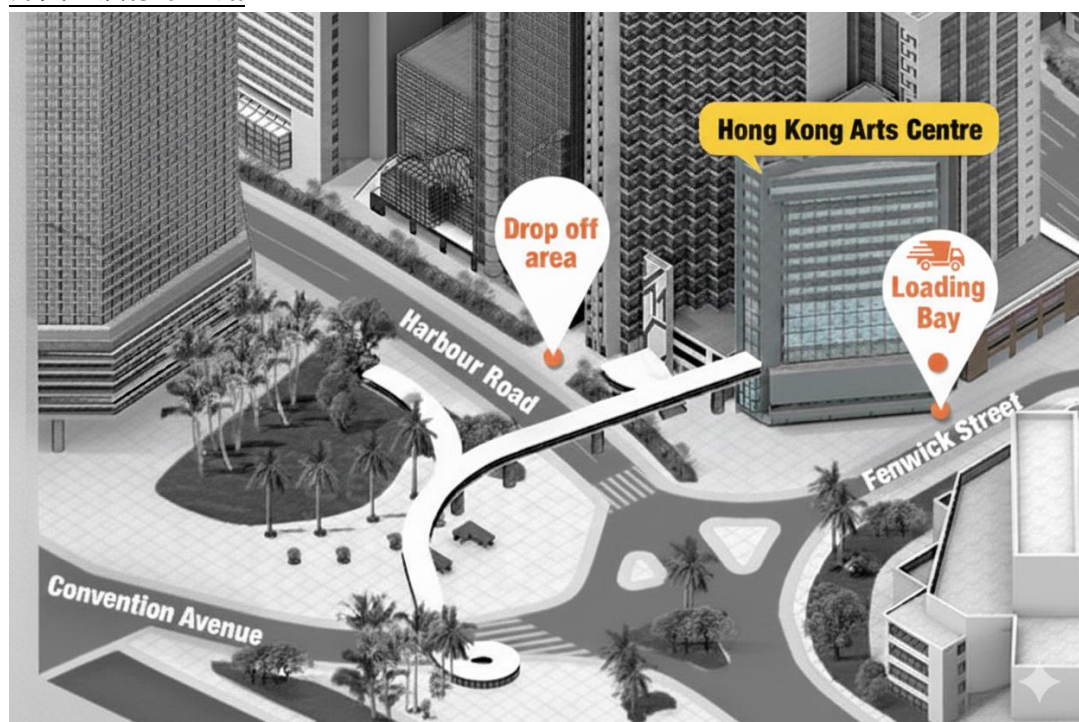 Hong Kong Arts Centre
Drop off
area
Loading
Bay
Harbour Road
Fenwick Street
Convention Avenue